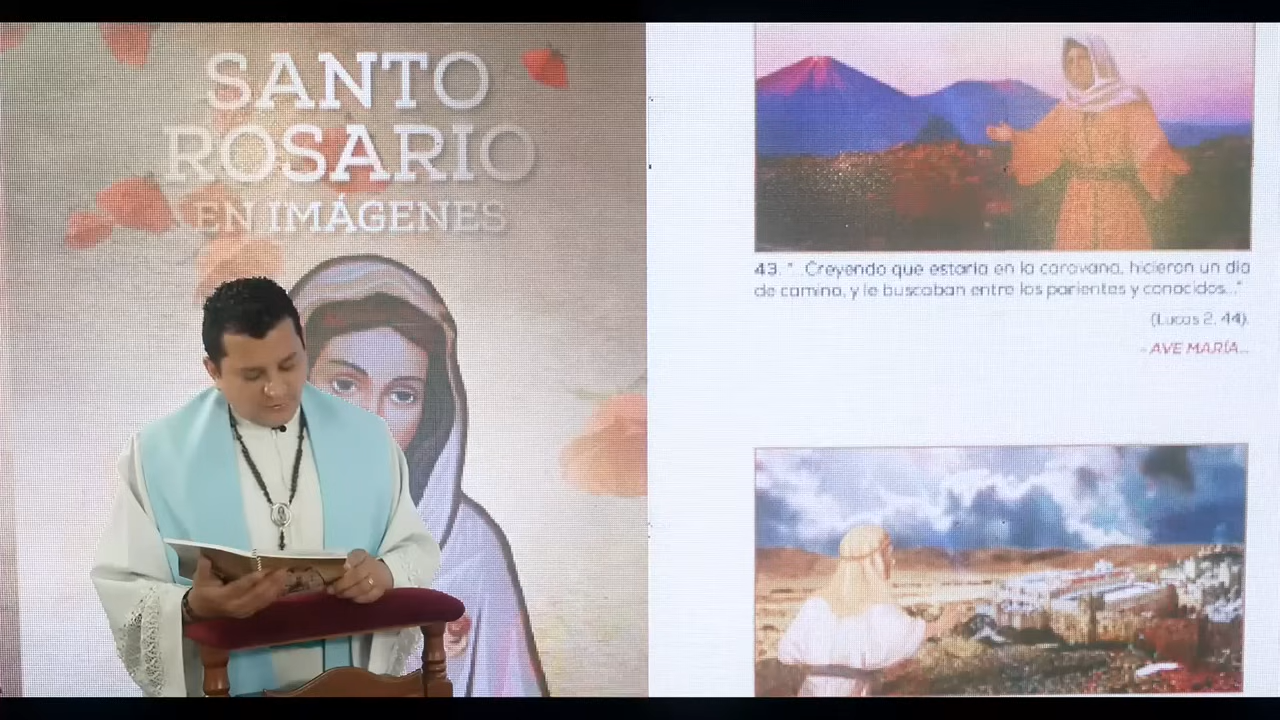 SANTO
ROSARIO
EN IMÁGENES
43. "...Creyendo que estaría en la caravana, hicieron un día
de camino, y le buscaban entre los parientes y conocidos..."
(Lucas 2, 44).
- AVE MARÍA...